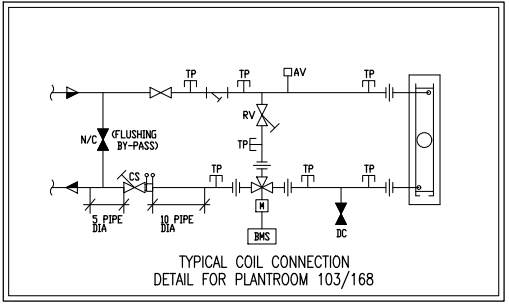 TP
TP
AV
TP
RV
N/C
(FLUSHING
BY-PASS)
TP
CS
TP
TP
5 PIPE
DIA
10 PIPE
DIA
M
BMS
DC
TYPICAL COIL CONNECTION
DETAIL FOR PLANTROOM 103/168